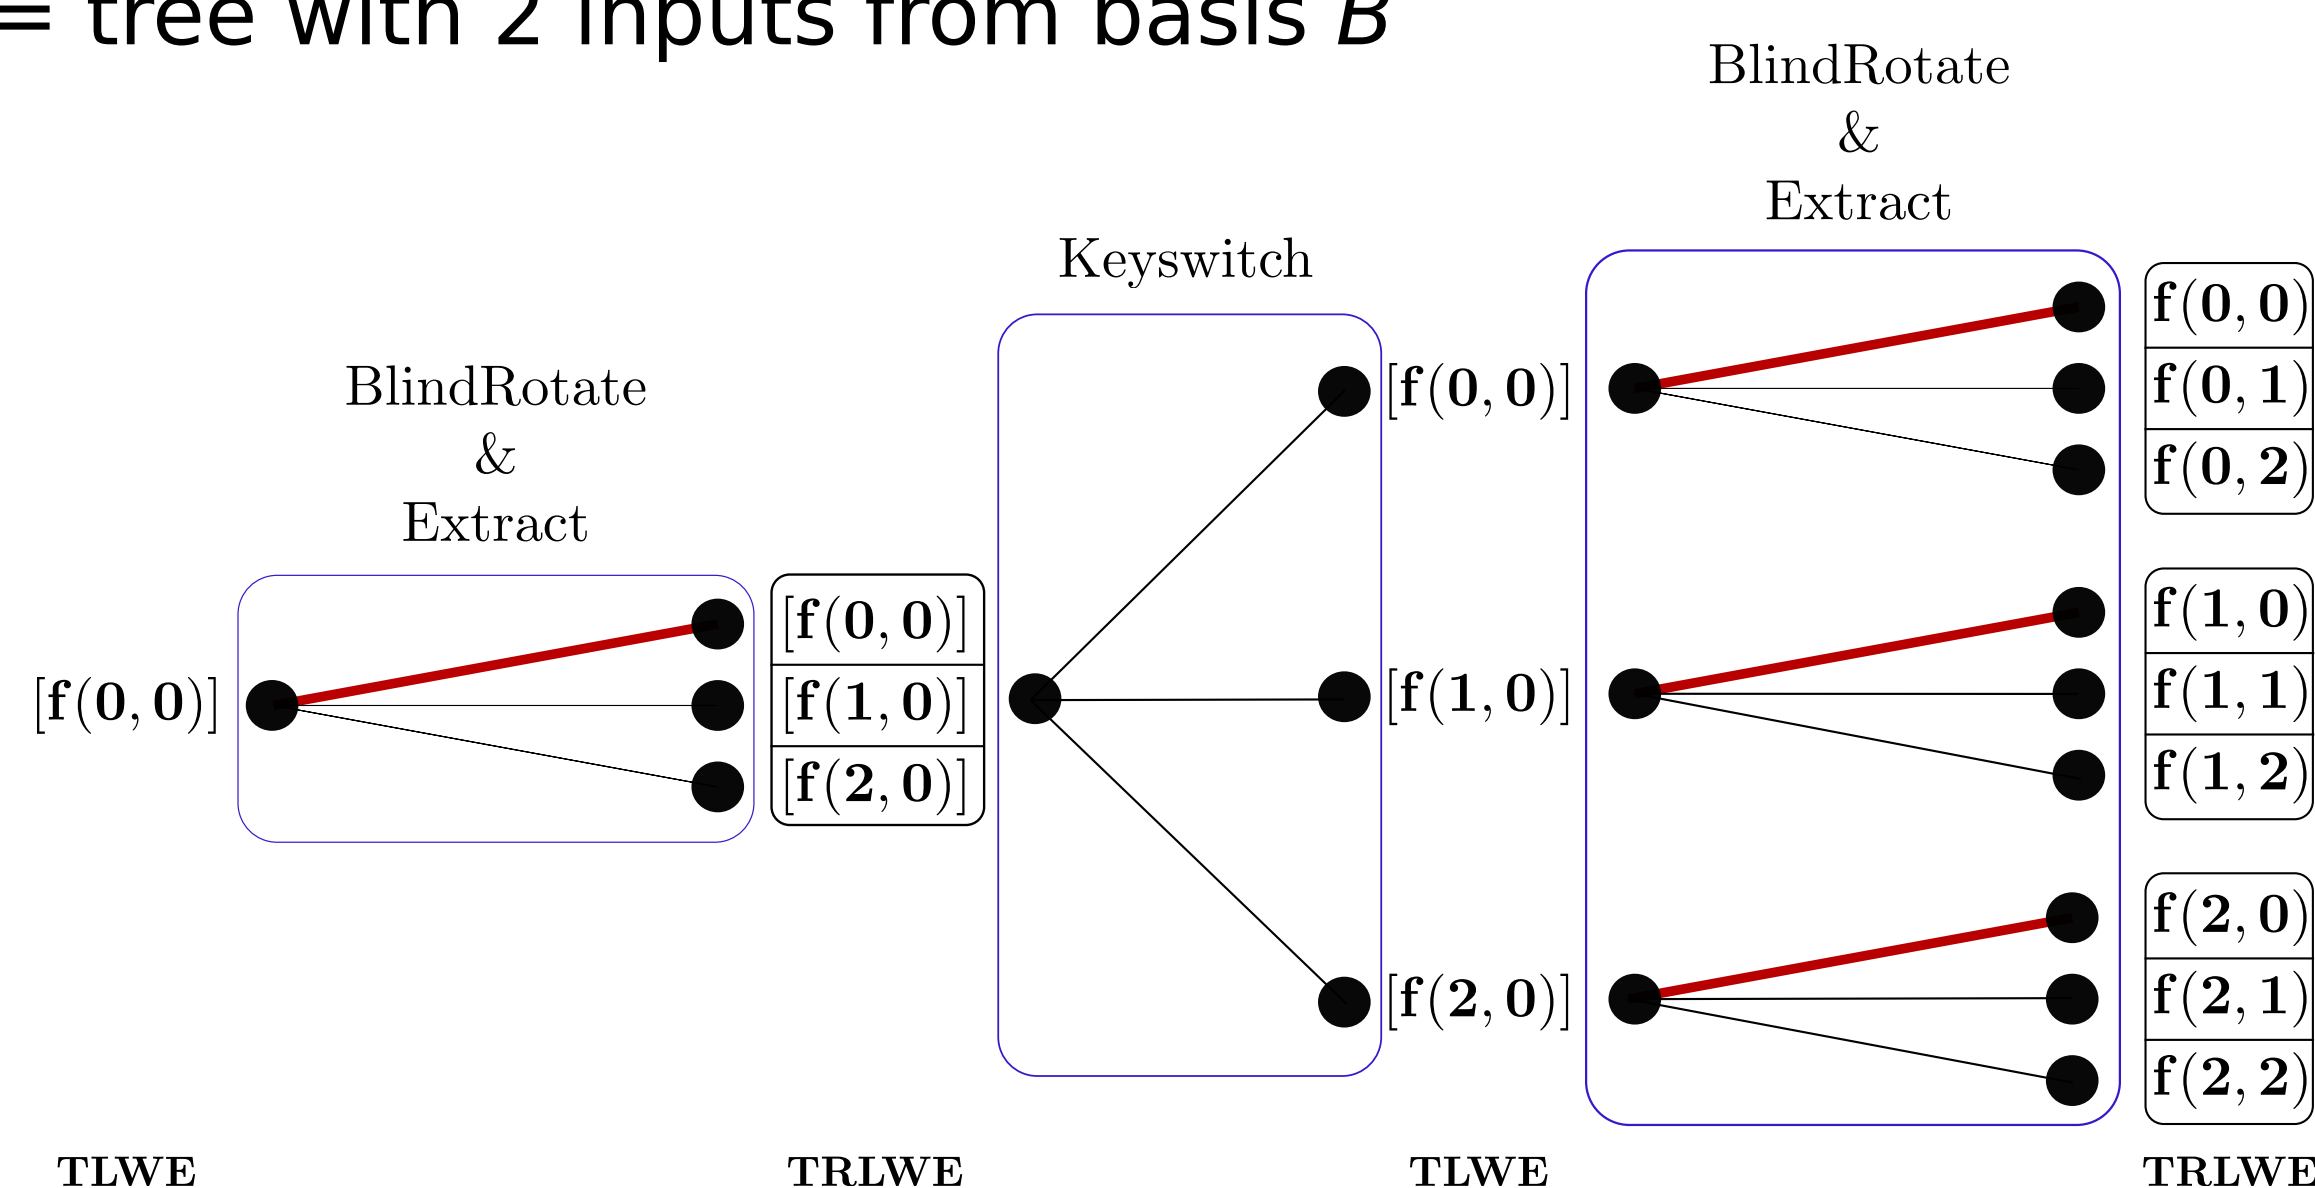 = tree with 2 inputs from basis B
BlindRotate
&
Extract
Keyswitch
BlindRotate
&
Extract
[f(0, 0)]
[f(0, 0)]
[f(1, 0)]
[f(2, 0)]
[f(0, 0)]
[f(1, 0)]
[f(2, 0)]
f(0, 0)
f(0, 1)
f(0, 2)
f(1, 0)
f(1, 1)
f(1, 2)
f(2, 0)
f(2, 1)
f(2, 2)
TLWE
TRLWE
TLWE
TRLWE